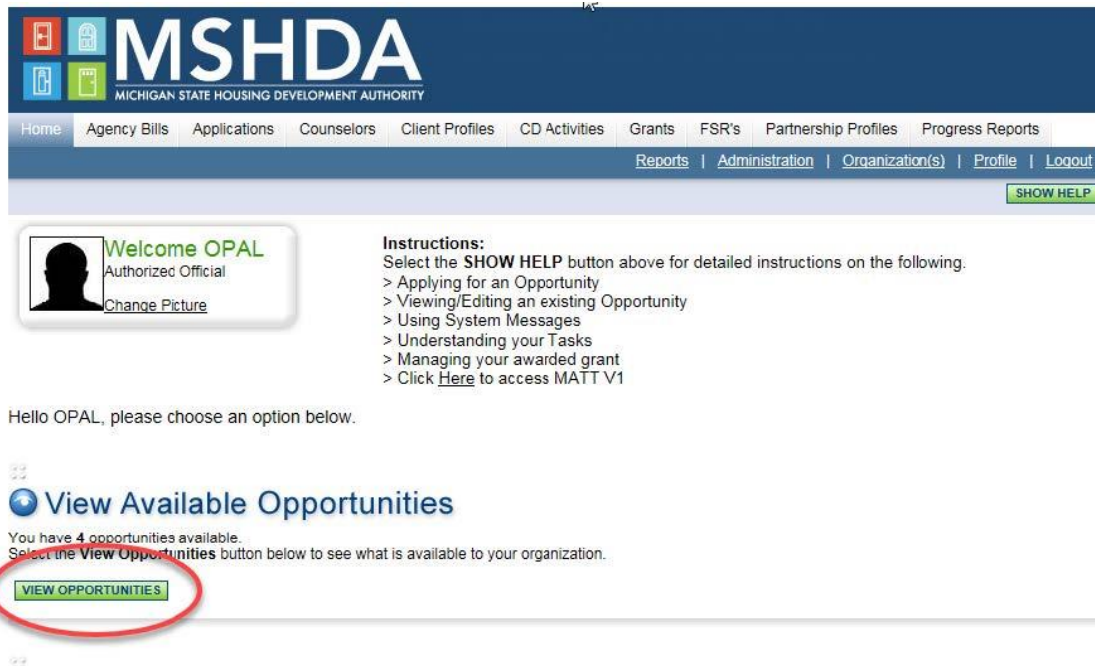 MSHDA
MICHIGAN STATE HOUSING DEVELOPMENT AUTHORITY
Home Agency Bills Applications Counselors Client Profiles CD Activities Grants FSR's Partnership Profiles Progress Reports
Reports | Administration | Organization(s) | Profile | Logout
SHOW HELP
Welcome OPAL
Authorized Official
Change Picture
Instructions:
Select the SHOW HELP button above for detailed instructions on the following.
> Applying for an Opportunity
> Viewing/Editing an existing Opportunity
> Using System Messages
> Understanding your Tasks
> Managing your awarded grant
> Click Here to access MATT V1
Hello OPAL, please choose an option below.
View Available Opportunities
You have 4 opportunities available.
Select the View Opportunities button below to see what is available to your organization.
VIEW OPPORTUNITIES